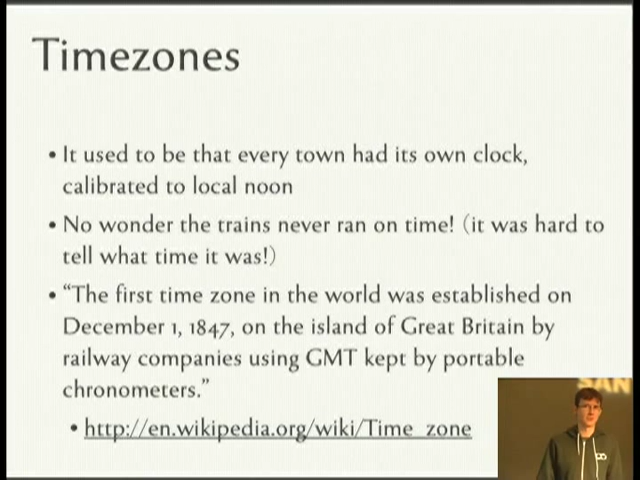 Timezones
• It used to be that every town had its own clock,
calibrated to local noon
• No wonder the trains never ran on time! (it was hard to
tell what time it was!)
• “The first time zone in the world was established on
December 1, 1847, on the island of Great Britain by
railway companies using GMT kept by portable
chronometers.”
• http://en.wikipedia.org/wiki/Time_zone
SAN